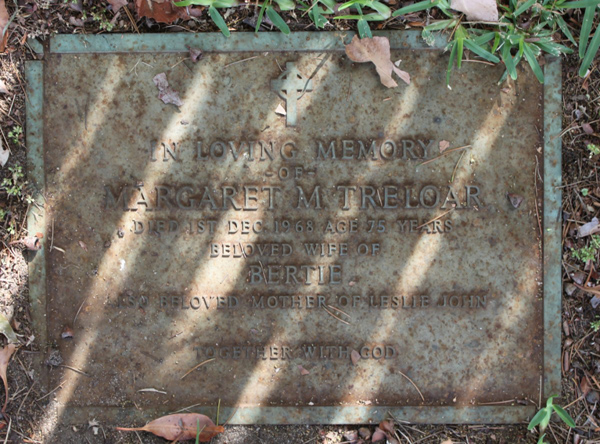 IN LOVING MEMORY
-OF-
MARGARET M TRELOAR
DIED 1ST DEC. 1968 AGE 75 YEARS
BELOVED WIFE OF
BERTIE
ALSO BELOVED MOTHER OF LESLIE JOHN
TOGETHER WITH GOD